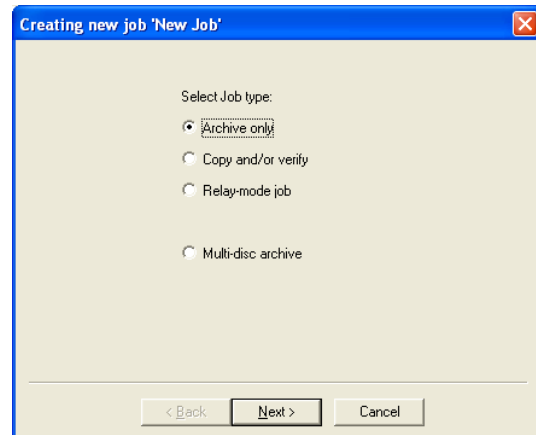 Creating new job 'New Job'
Select Job type:
Archive only
Copy and/or verify
Relay-mode job
Multi-disc archive
< Back Next > Cancel